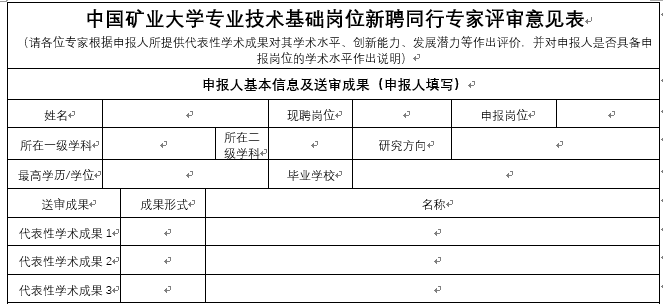 中国矿业大学专业技术基础岗位新聘同行专家评审意见表
(请各位专家根据申报人所提供代表性学术成果对其学术水平、创新能力、发展潜力等作出评价，并对申报人是否具备申
报岗位的学术水平作出说明)
申报人基本信息及送审成果（申报人填写）
姓名 现聘岗位 申报岗位
所在一级学科 所在二级学科 研究方向
最高学历/学位 毕业学校
送审成果 成果形式 名称
代表性学术成果 1
代表性学术成果 2
代表性学术成果 3